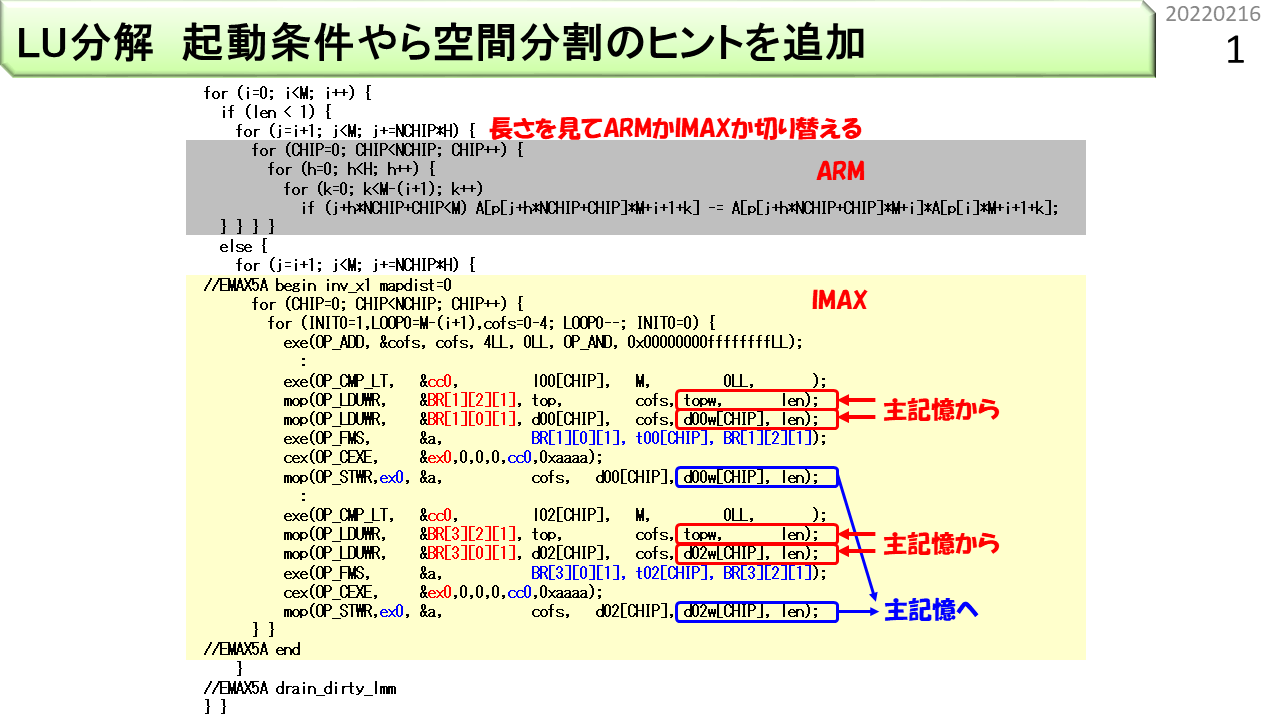 LU分解　起動条件やら空間分割のヒントを追加
20220216
1
for (i=0; i<M; i++) {
if (len < 1) {
for (j=i+1; j<M; j+=NCHIP*H) { 長さを見てARMかIMAXか切り替える
for (CHIP=0; CHIP<NCHIP; CHIP++) {
for (h=0; h<H; h++) { ARM
for (k=0; k<M-(i+1); k++)
if (j+h*NCHIP+CHIP<M) A[p[j+h*NCHIP+CHIP]*M+i+1+k] -= A[p[j+h*NCHIP+CHIP]*M+i]*A[p[i]*M+i+1+k];
} } } }
else {
for (j=i+1; j<M; j+=NCHIP*H) {
//EMAX5A begin inv_x1 mapdist=0
for (CHIP=0; CHIP<NCHIP; CHIP++) { IMAX
for (INIT0=1,LOOP0=M-(i+1),cofs=0-4; LOOP0--; INIT0=0) {
exe(OP_ADD, &cofs, cofs, 4LL, 0LL, OP_AND, 0x00000000ffffffffLL);
:
exe(OP_CMP_LT, &cc0, l00[CHIP], M, 0LL, );
mop(OP_LDUWR, &BR[1][2][1], top, cofs, topw, len); 主記憶から
mop(OP_LDUWR, &BR[1][0][1], d00[CHIP], cofs, d00w[CHIP], len);
exe(OP_FMS, &a, BR[1][0][1], t00[CHIP], BR[1][2][1]);
cex(OP_CEXE, &ex0,0,0,0,cc0,0xaaaa);
mop(OP_STWR,ex0, &a, cofs, d00[CHIP], d00w[CHIP], len);
:
exe(OP_CMP_LT, &cc0, l02[CHIP], M, 0LL, );
mop(OP_LDUWR, &BR[3][2][1], top, cofs, topw, len); 主記憶から
mop(OP_LDUWR, &BR[3][0][1], d02[CHIP], cofs, d02w[CHIP], len);
exe(OP_FMS, &a, BR[3][0][1], t02[CHIP], BR[3][2][1]);
cex(OP_CEXE, &ex0,0,0,0,cc0,0xaaaa);
mop(OP_STWR,ex0, &a, cofs, d02[CHIP], d02w[CHIP], len); 主記憶へ
} }
//EMAX5A end
}
//EMAX5A drain_dirty_lmm
} }